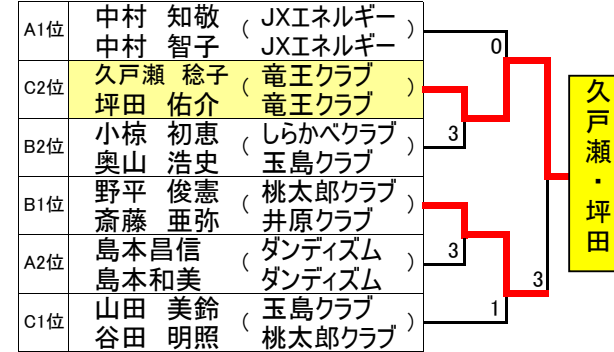 A1位 中村 知敬 ( JXエネルギー )
中村 智子 JXエネルギー
0
C2位 久戸瀬 稔子 ( 竜王クラブ )
坪田 佑介 竜王クラブ
B2位 小椋 初恵 ( しらかべクラブ ) 3
奥山 浩史 玉島クラブ
久戸瀬・坪田
B1位 野平 俊憲 ( 桃太郎クラブ )
斎藤 亜弥 井原クラブ
A2位 島本昌信 ( ダンディズム ) 3
島本和美 ダンディズム
3
C1位 山田 美鈴 ( 玉島クラブ ) 1
谷田 明照 桃太郎クラブ